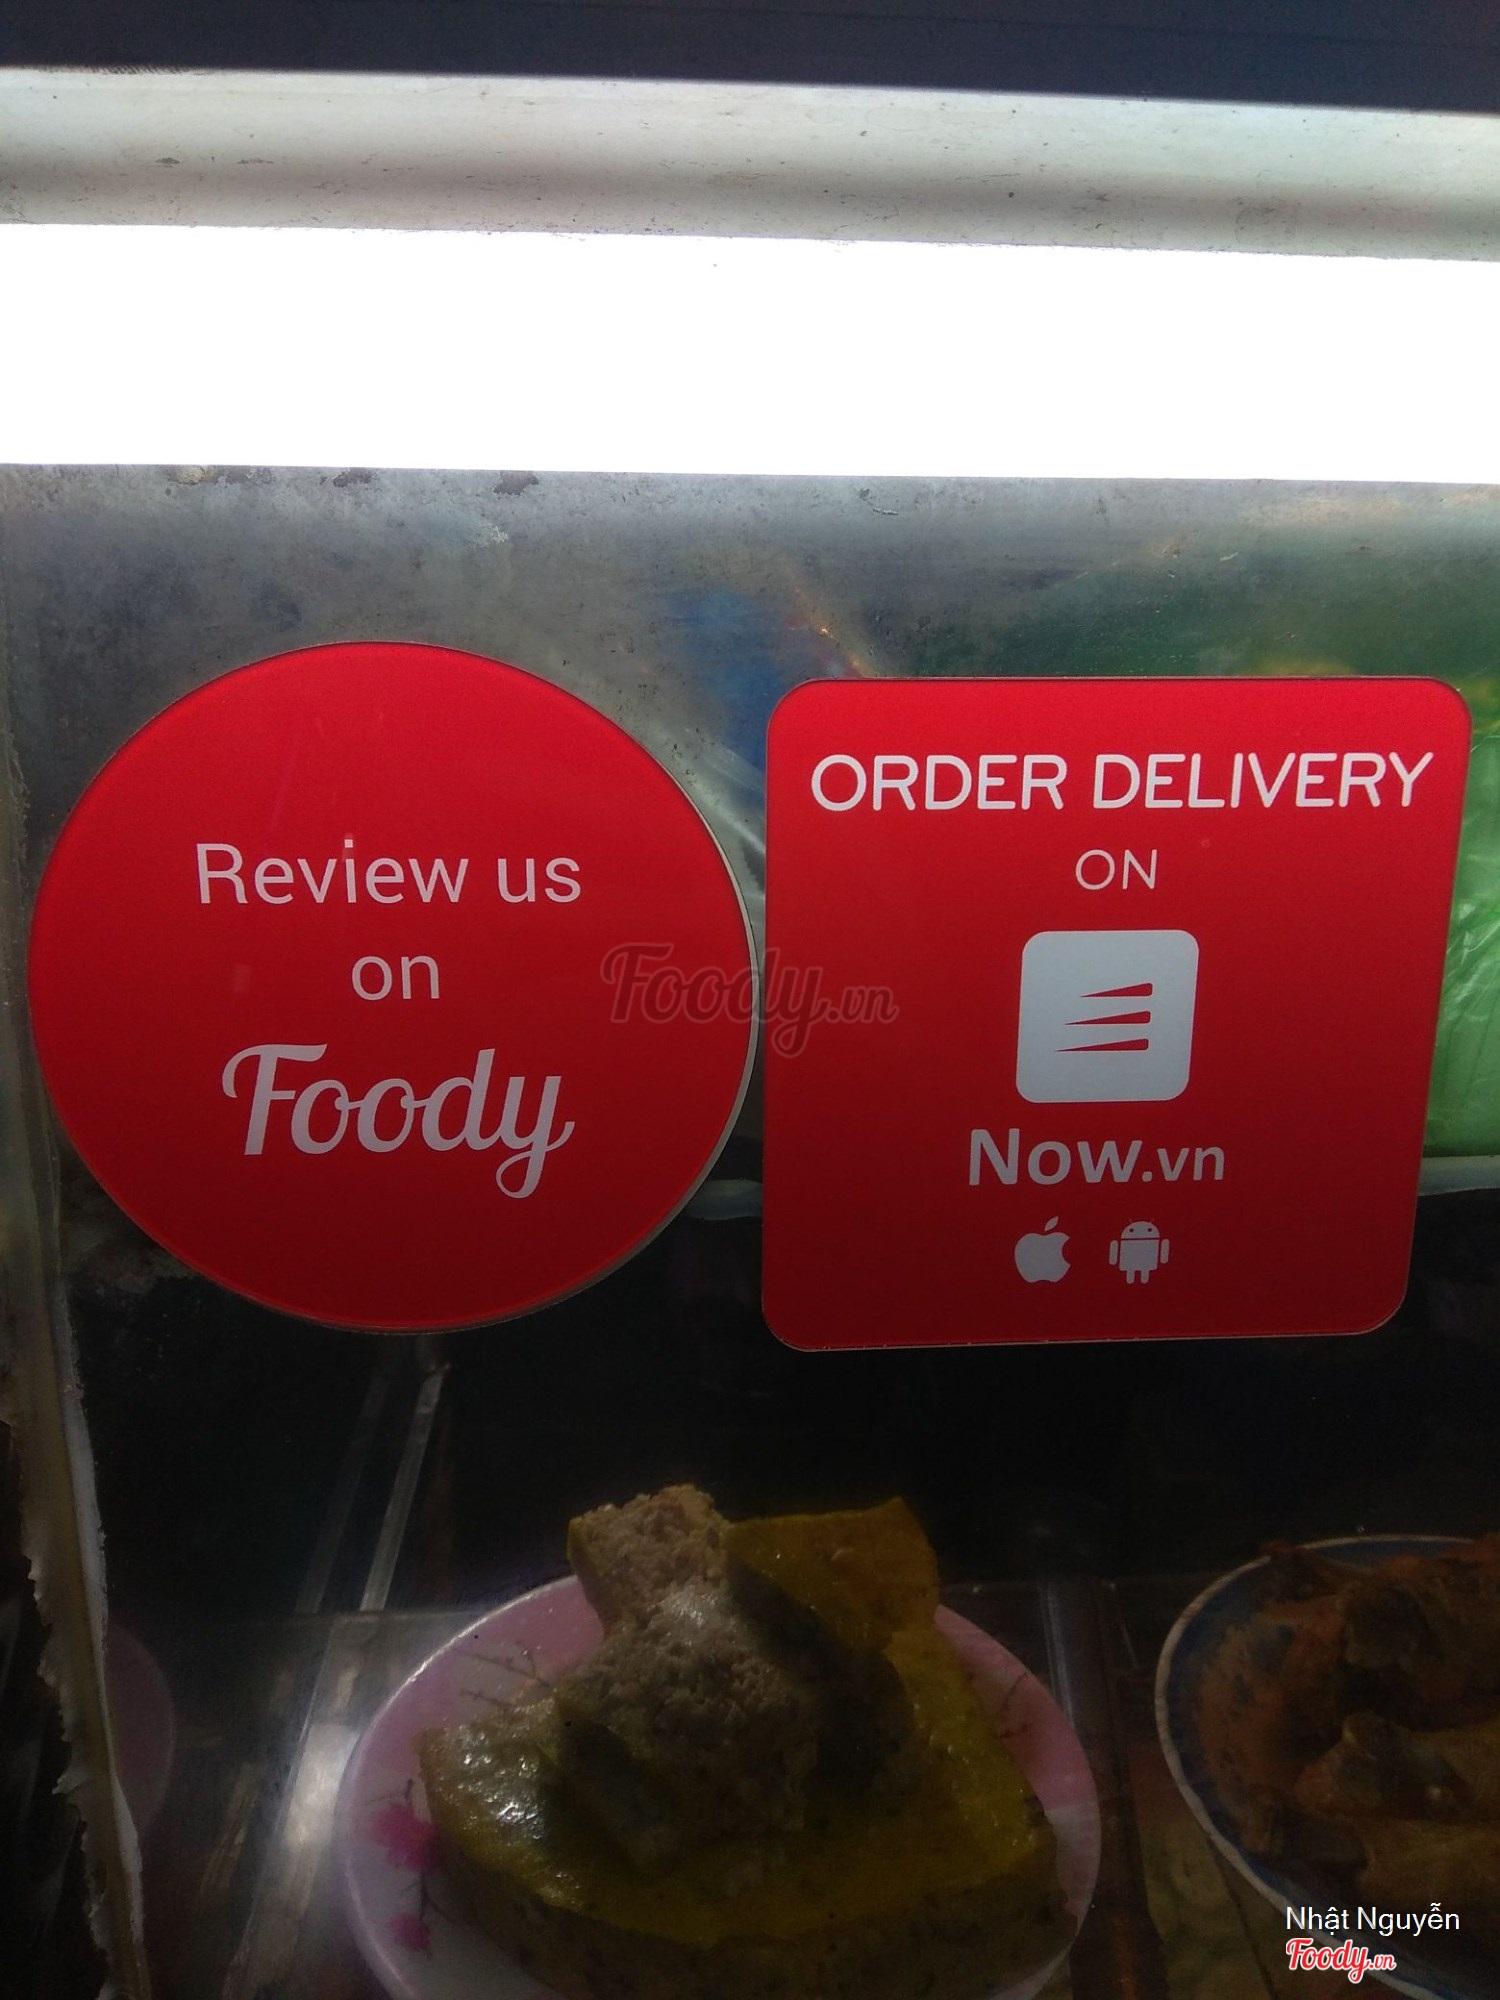 Review us
on
Foody
ORDER DELIVERY
ON
Now.vn
Foody.vn
Nhật Nguyễn
Foody.vn